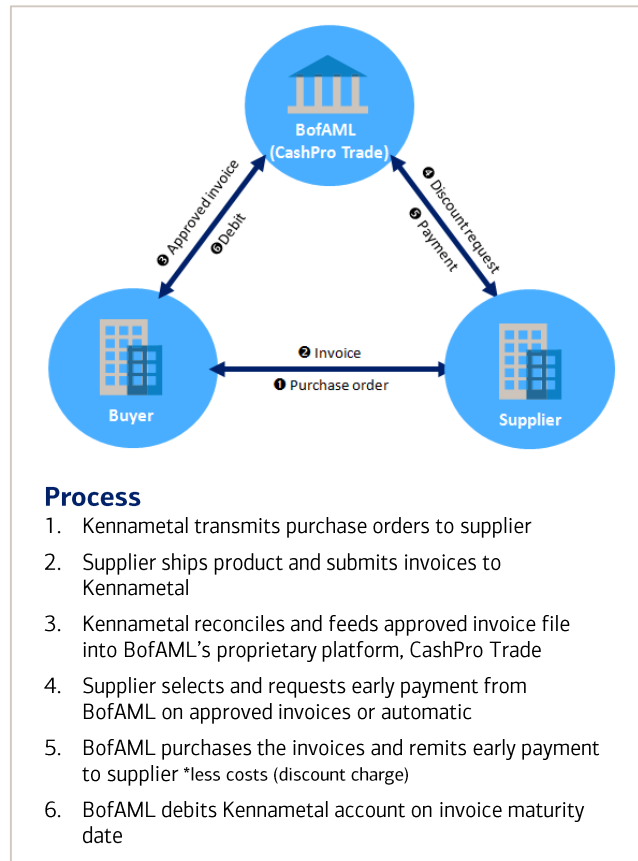 BofAML
(CashPro Trade)
❸ Approved invoice
❻ Debit
❹ Discount request
❺ Payment
❷ Invoice
❶ Purchase order
Buyer
Supplier
Process
1. Kennametal transmits purchase orders to supplier
2. Supplier ships product and submits invoices to
Kennametal
3. Kennametal reconciles and feeds approved invoice file
into BofAML’s proprietary platform, CashPro Trade
4. Supplier selects and requests early payment from
BofAML on approved invoices or automatic
5. BofAML purchases the invoices and remits early payment
to supplier *less costs (discount charge)
6. BofAML debits Kennametal account on invoice maturity
date